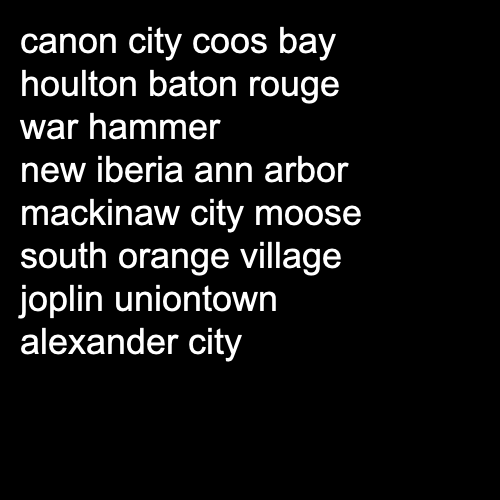 canon city coos bay
houlton baton rouge
war hammer
new iberia ann arbor
mackinaw city moose
south orange village
joplin uniontown
alexander city